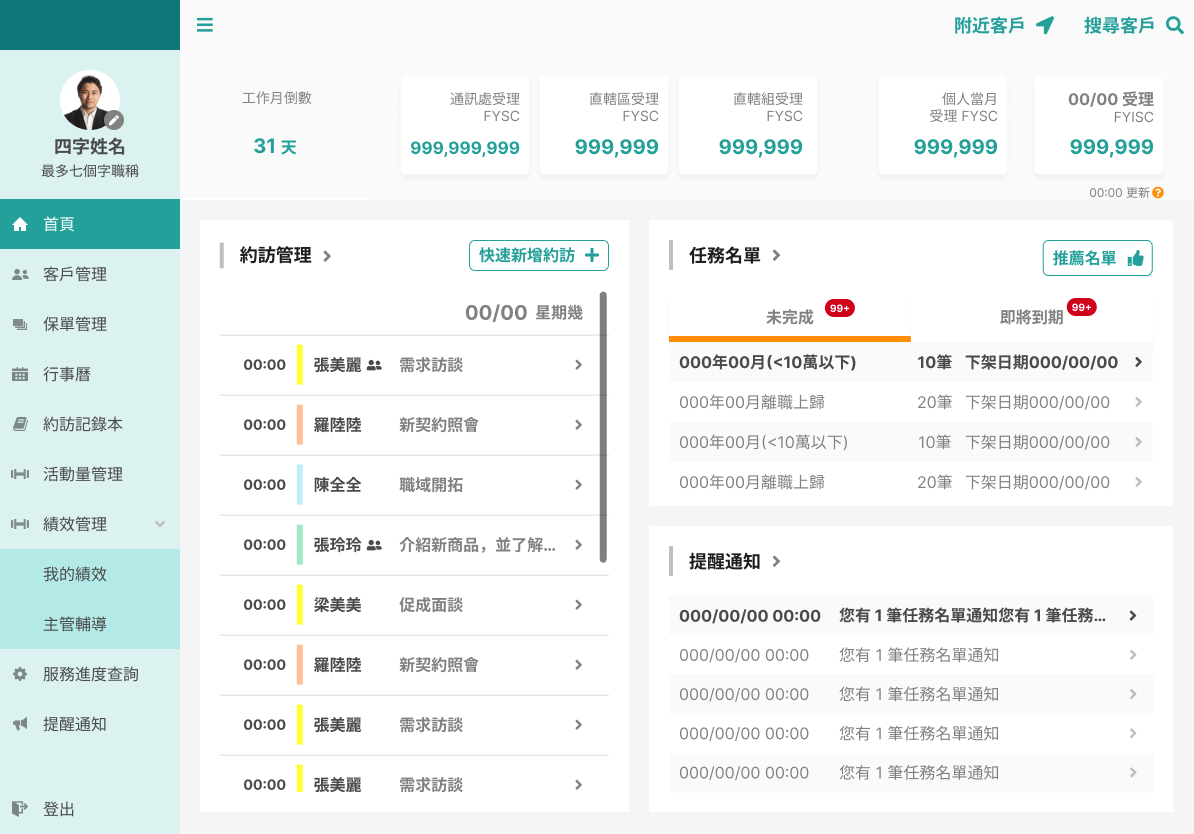 附近客戶
搜尋客戶
四字姓名
最多七個字職稱
首頁
客戶管理
保單管理
行事曆
約訪記錄本
活動量管理
績效管理
我的績效
主管輔導
服務進度查詢
提醒通知
登出
工作月倒數
31 天
通訊處受理
FYSC
999,999,999
直轄區受理
FYSC
999,999
直轄組受理
FYSC
999,999
個人當月
受理 FYSC
999,999
00/00 受理
FYISC
999,999
00:00 更新
約訪管理
快速新增約訪
00/00 星期幾
00:00 張美麗 需求訪談
00:00 羅陸陸 新契約照會
00:00 陳全全 職域開拓
00:00 張玲玲 介紹新商品，並了解...
00:00 梁美美 促成面談
00:00 羅陸陸 新契約照會
00:00 張美麗 需求訪談
00:00 張美麗 需求訪談
任務名單
推薦名單
未完成 99+
即將到期 99+
000年00月(<10萬以下) 10筆 下架日期000/00/00
000年00月離職上歸 20筆 下架日期000/00/00
000年00月(<10萬以下) 10筆 下架日期000/00/00
000年00月離職上歸 20筆 下架日期000/00/00
提醒通知
000/00/00 00:00 您有 1 筆任務名單通知您有 1 筆任務...
000/00/00 00:00 您有 1 筆任務名單通知
000/00/00 00:00 您有 1 筆任務名單通知
000/00/00 00:00 您有 1 筆任務名單通知
000/00/00 00:00 您有 1 筆任務名單通知